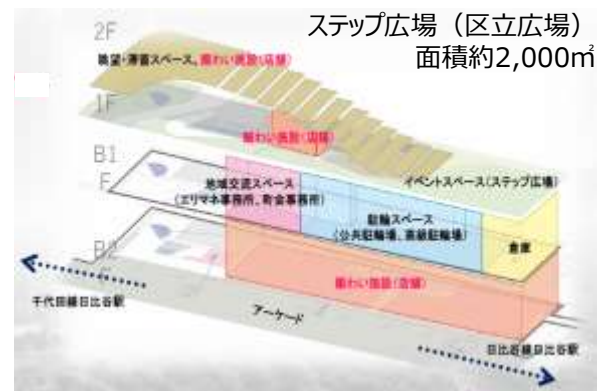 ステップ広場（区立広場）
面積約2,000㎡
2F
眺望・滞留スペース、賑わい施設(店舗)
1F
賑わい施設(店舗)
B1
F
地域交流スペース
(エリマネ事務所、町会事務所)
イベントスペース(ステップ広場)
駐輪スペース
(公共駐輪場、高級駐輪場)
倉庫
B2
賑わい施設(店舗)
千代田線日比谷駅
アーケード
日比谷線日比谷駅